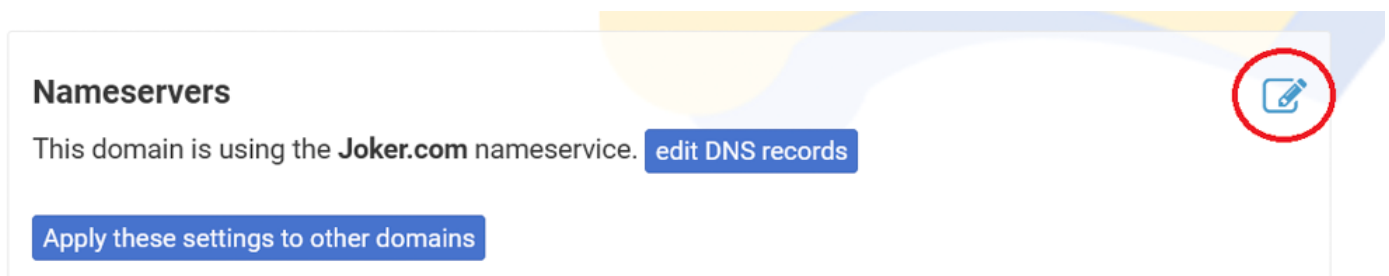 Nameservers
This domain is using the Joker.com nameservice. edit DNS records
Apply these settings to other domains